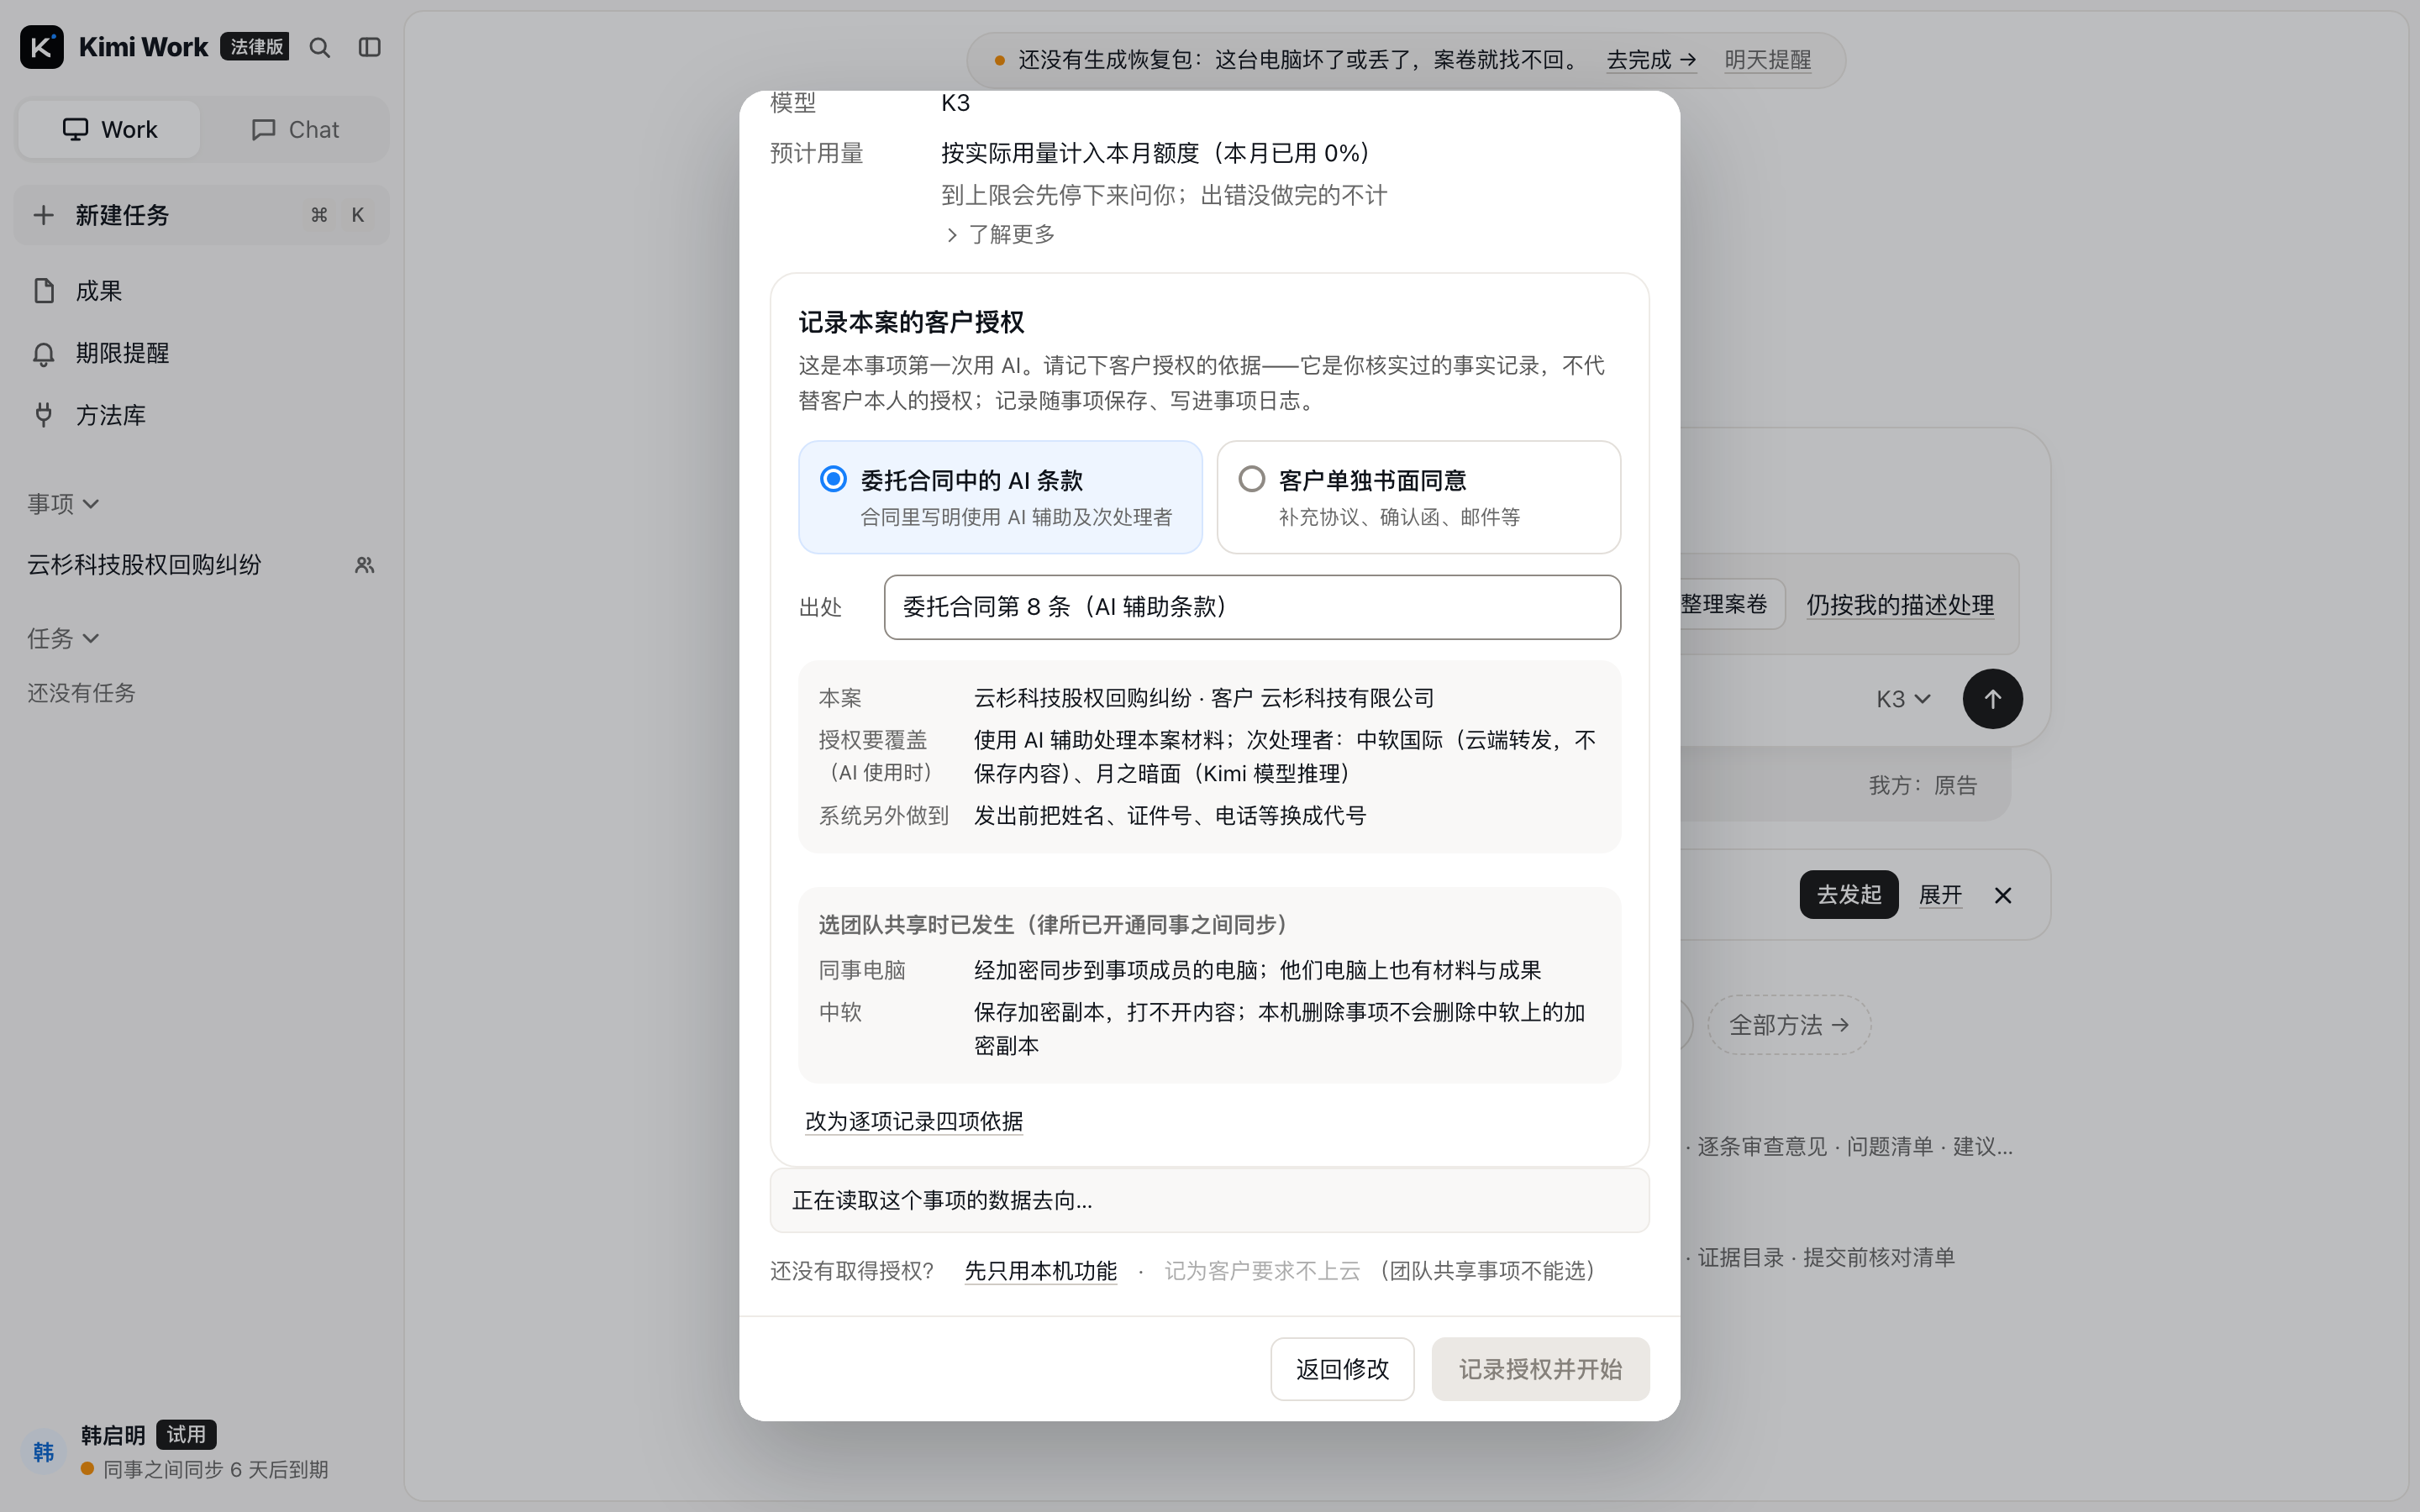 Kimi Work 法律版
Work
Chat
新建任务 ⌘ K
成果
期限提醒
方法库
事项
云杉科技股权回购纠纷
任务
还没有任务
韩
韩启明 试用
同事之间同步 6 天后到期
还没有生成恢复包：这台电脑坏了或丢了，案卷就找不回。 去完成 → 明天提醒
模型 K3
预计用量 按实际用量计入本月额度（本月已用 0%）
到上限会先停下来问你；出错没做完的不计
了解更多
记录本案的客户授权
这是本事项第一次用 AI。请记下客户授权的依据——它是你核实过的事实记录，不代
替客户本人的授权；记录随事项保存、写进事项日志。
委托合同中的 AI 条款
合同里写明使用 AI 辅助及次处理者
客户单独书面同意
补充协议、确认函、邮件等
出处 委托合同第 8 条（AI 辅助条款）
本案 云杉科技股权回购纠纷 · 客户 云杉科技有限公司
授权要覆盖 使用 AI 辅助处理本案材料；次处理者：中软国际（云端转发，不
（AI 使用时） 保存内容）、月之暗面（Kimi 模型推理）
系统另外做到 发出前把姓名、证件号、电话等换成代号
选团队共享时已发生（律所已开通同事之间同步）
同事电脑 经加密同步到事项成员的电脑；他们电脑上也有材料与成果
中软 保存加密副本，打不开内容；本机删除事项不会删除中软上的加
密副本
改为逐项记录四项依据
正在读取这个事项的数据去向...
还没有取得授权？ 先只用本机功能 · 记为客户要求不上云 （团队共享事项不能选）
返回修改
记录授权并开始
整理案卷 仍按我的描述处理
K3
我方：原告
去发起 展开
全部方法 →
· 逐条审查意见 · 问题清单 · 建议...
· 证据目录 · 提交前核对清单